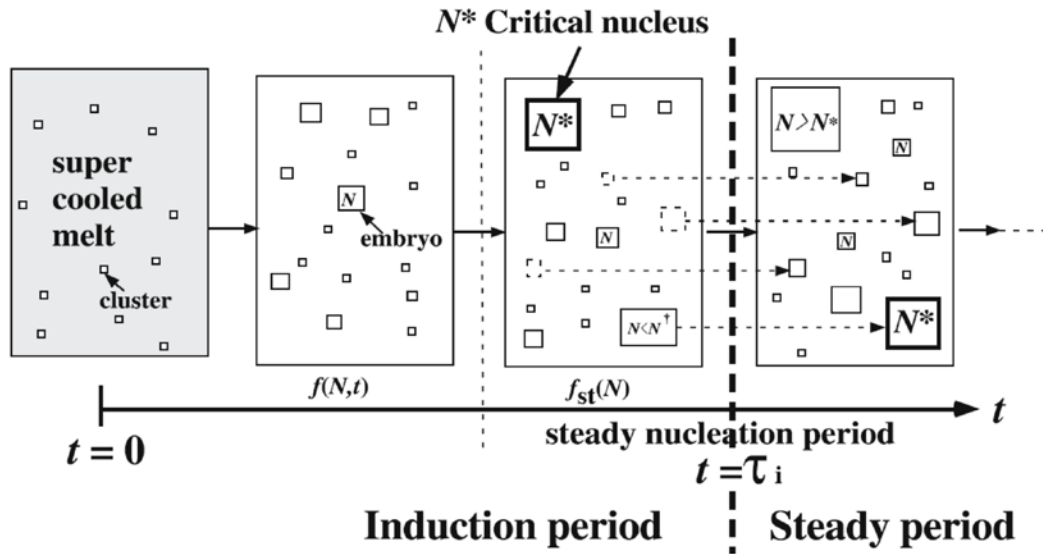 N* Critical nucleus
super
cooled
melt
cluster
N
embryo
N*
N
N<N†
N>N*
N
N
N*
f(N,t)
fst(N)
t
steady nucleation period
t = 0
t = τi
Induction period
Steady period